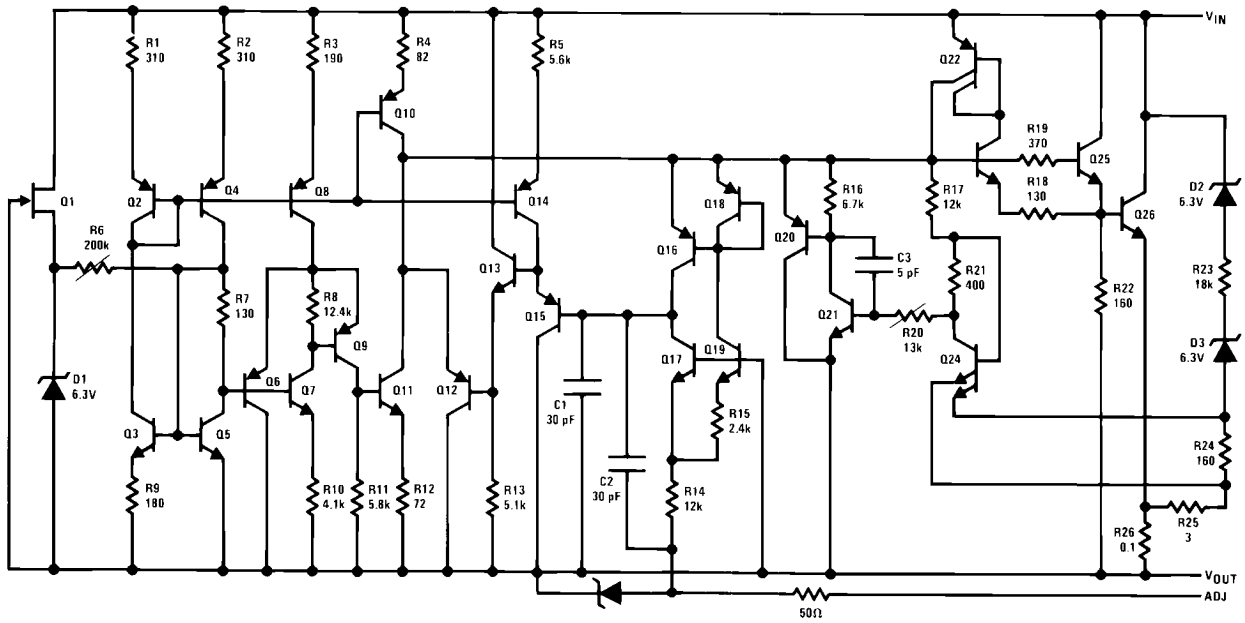 VIN
R1
310
R2
310
R3
190
R4
82
R5
5.6k
Q10
Q22
R19
370
R18
130
Q25
Q26
D2
6.3V
Q1
R6
200k
Q2
Q4
Q8
Q14
Q18
Q16
Q20
R16
6.7k
R17
12k
C3
5 pF
R21
400
R22
160
R23
18k
D3
6.3V
R7
130
R8
12.4k
Q9
Q13
Q15
Q21
R20
13k
Q24
D1
6.3V
Q3
Q5
Q6
Q7
Q11
Q12
Q17
Q19
C1
30 pF
R15
2.4k
C2
30 pF
R24
160
R9
180
R10
4.1k
R11
5.8k
R12
72
R13
5.1k
R14
12k
R26
0.1
R25
3
VOUT
ADJ
50Ω